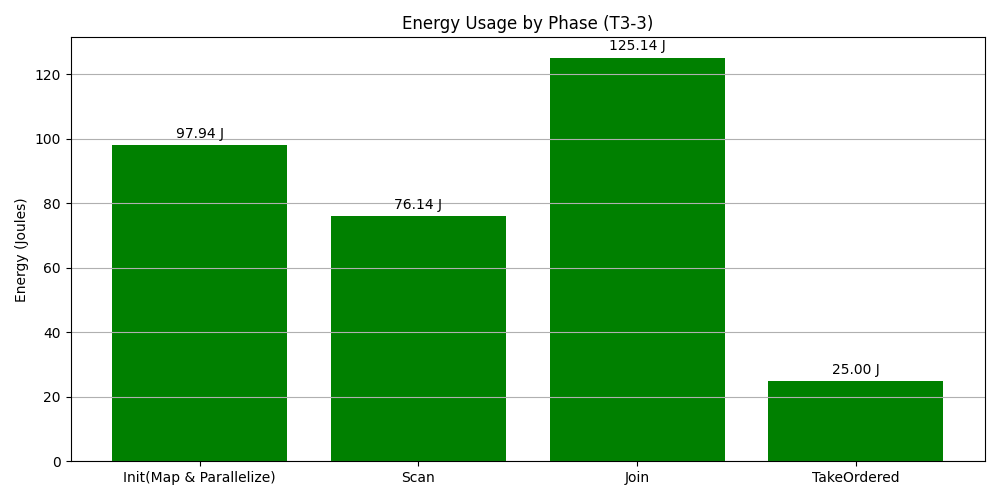 Energy Usage by Phase (T3-3)
Energy (Joules)
120
100
80
60
40
20
0
97.94 J
76.14 J
125.14 J
25.00 J
Init(Map & Parallelize)
Scan
Join
TakeOrdered